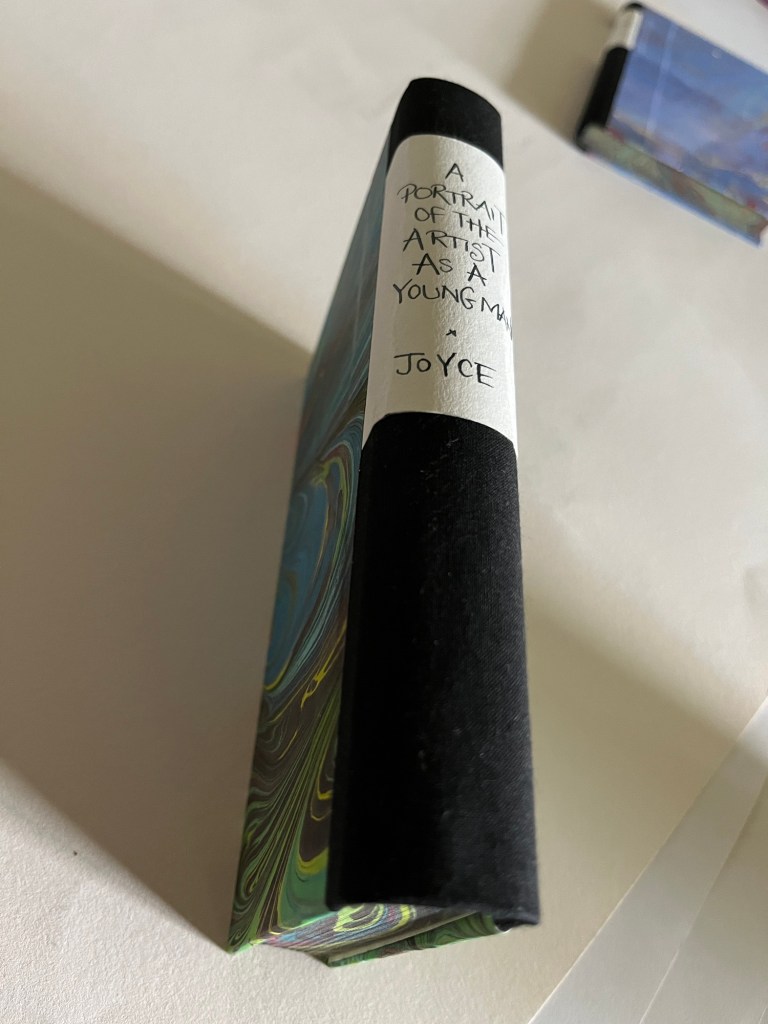 A
PORTRAIT
OF THE
ARTIST
AS A
YOUNG MAN
×
JOYCE